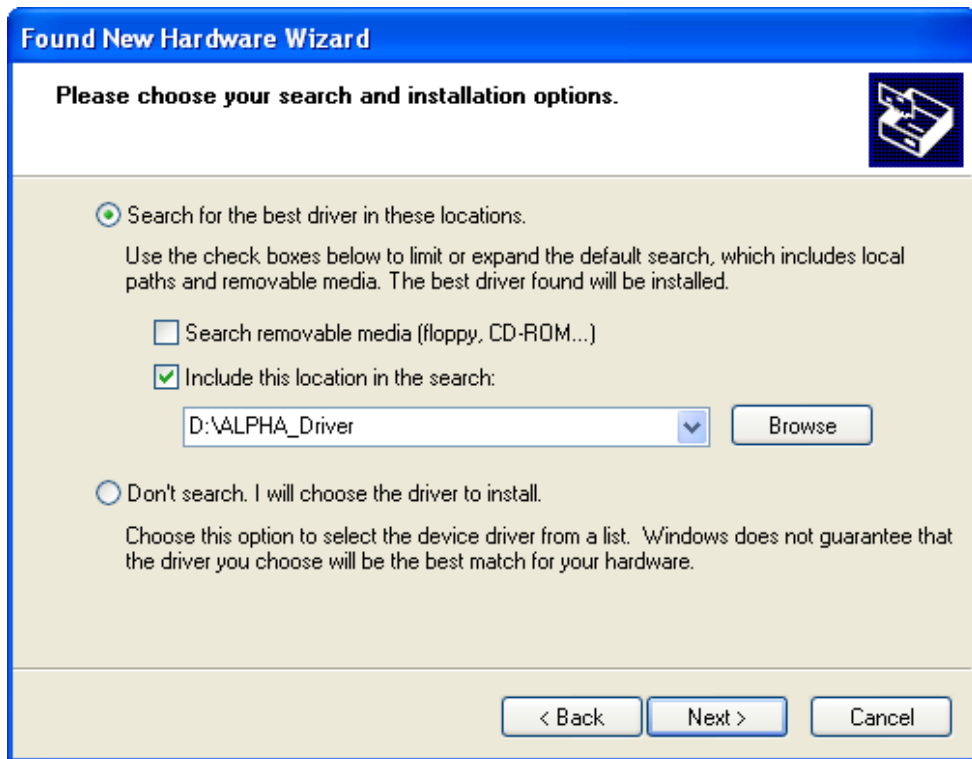 Found New Hardware Wizard
Please choose your search and installation options.
Search for the best driver in these locations.
Use the check boxes below to limit or expand the default search, which includes local
paths and removable media. The best driver found will be installed.
Search removable media (floppy, CD-ROM...)
Include this location in the search:
D:\ALPHA_Driver
Browse
Don't search. I will choose the driver to install.
Choose this option to select the device driver from a list. Windows does not guarantee that
the driver you choose will be the best match for your hardware.
< Back
Next >
Cancel